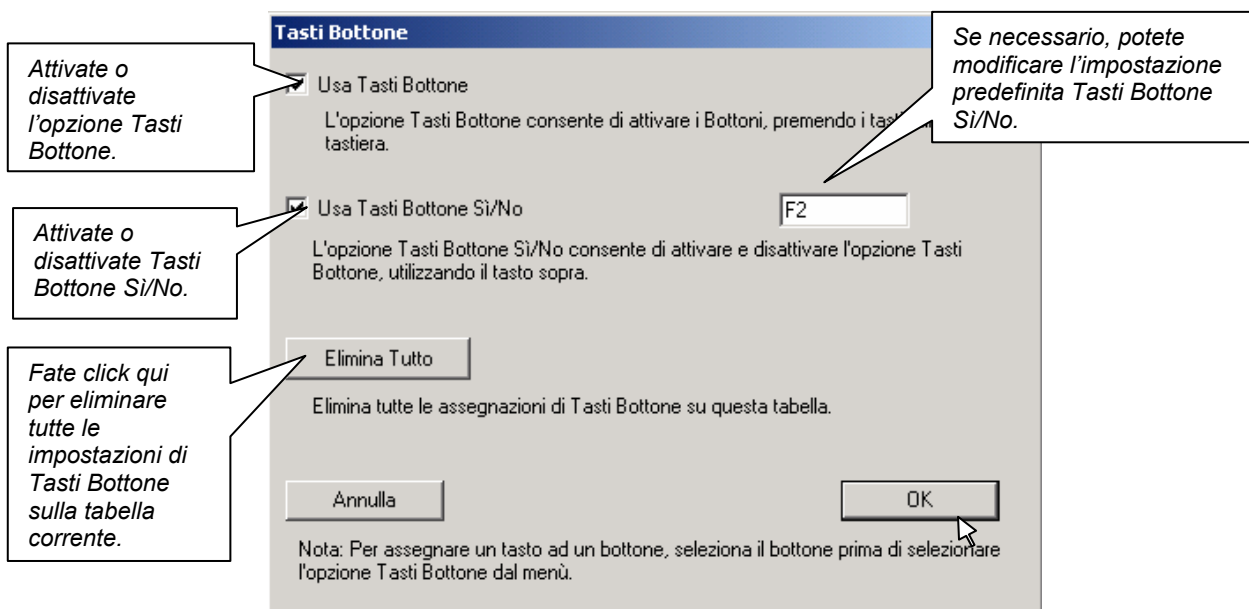 Tasti Bottone
Attivate o
disattivate
l'opzione Tasti
Bottone.
Usa Tasti Bottone
L'opzione Tasti Bottone consente di attivare i Bottoni, premendo i tasti
tastiera.
Se necessario, potete
modificare l'impostazione
predefinita Tasti Bottone
Sì/No.
Attivate o
disattivate Tasti
Bottone Sì/No.
Usa Tasti Bottone Sì/No
F2
L'opzione Tasti Bottone Sì/No consente di attivare e disattivare l'opzione Tasti
Bottone, utilizzando il tasto sopra.
Fate click qui
per eliminare
tutte le
impostazioni di
Tasti Bottone
sulla tabella
corrente.
Elimina Tutto
Elimina tutte le assegnazioni di Tasti Bottone su questa tabella.
Annulla
OK
Nota: Per assegnare un tasto ad un bottone, seleziona il bottone prima di selezionare
l'opzione Tasti Bottone dal menù.